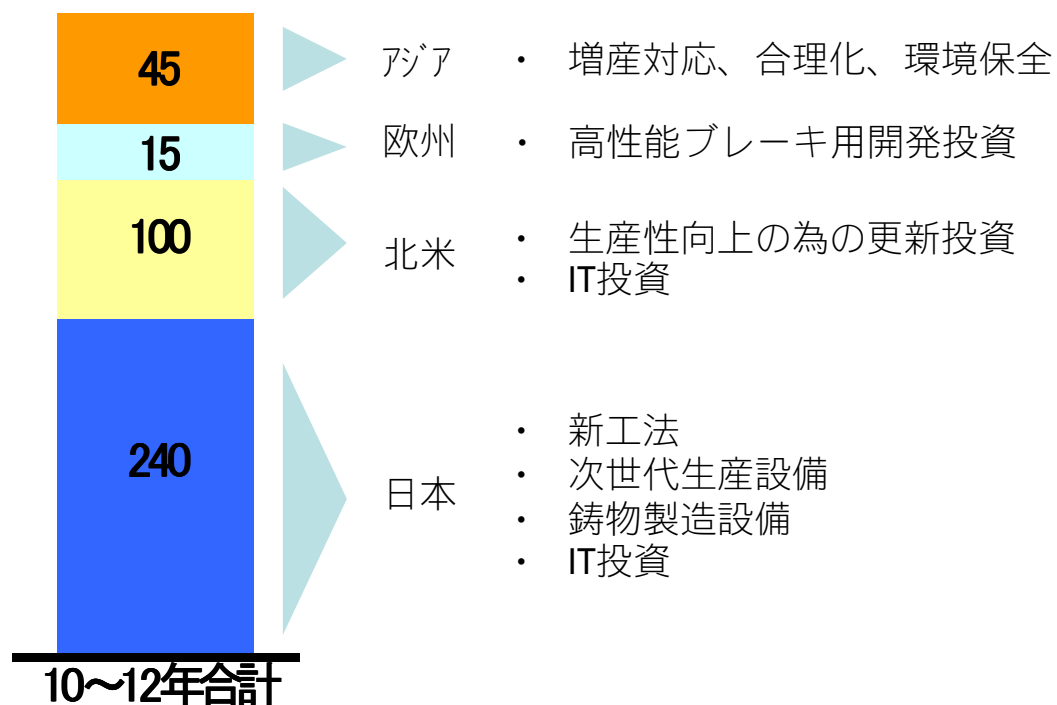 45 ｱｼﾞｱ ・ 増産対応、合理化、環境保全
15 欧州 ・ 高性能ブレーキ用開発投資
100 北米 ・ 生産性向上の為の更新投資
・ IT投資
240 日本 ・ 新工法
・ 次世代生産設備
・ 鋳物製造設備
・ IT投資
10～12年合計